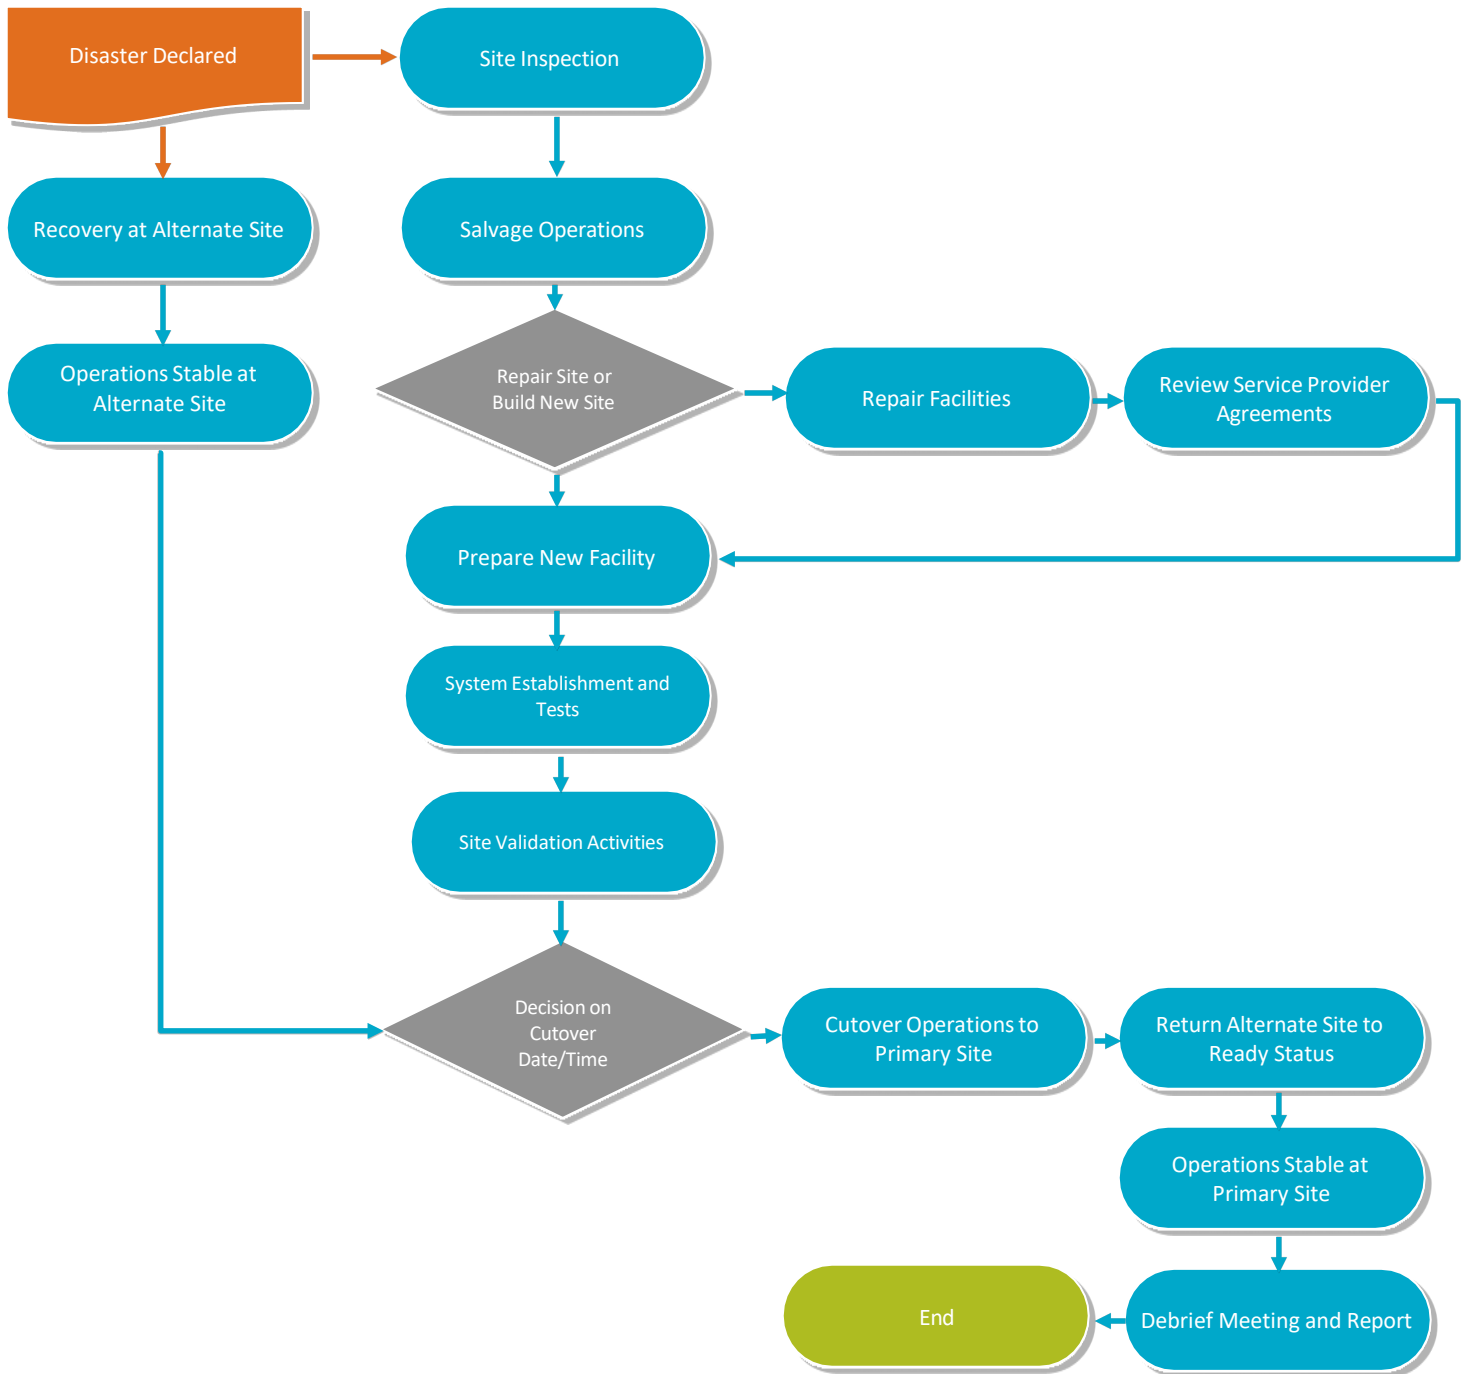 Disaster Declared
Site Inspection
Recovery at Alternate Site
Salvage Operations
Operations Stable at
Alternate Site
Repair Site or
Build New Site
Repair Facilities
Review Service Provider
Agreements
Prepare New Facility
System Establishment and
Tests
Site Validation Activities
Decision on
Cutover
Date/Time
Cutover Operations to
Primary Site
Return Alternate Site to
Ready Status
Operations Stable at
Primary Site
End
Debrief Meeting and Report